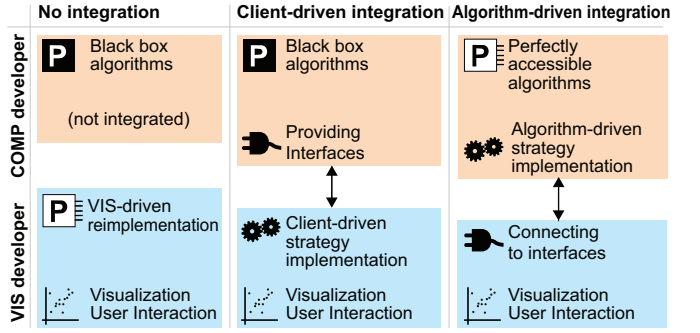 No integration
Client-driven integration
Algorithm-driven integration
COMP developer
P
Black box
algorithms
(not integrated)
P
Black box
algorithms
Providing
Interfaces
P
Perfectly
accessible
algorithms
Algorithm-driven
strategy
implementation
VIS developer
P
VIS-driven
reimplementation
Visualization
User Interaction
Client-driven
strategy
implementation
Visualization
User Interaction
Connecting
to interfaces
Visualization
User Interaction